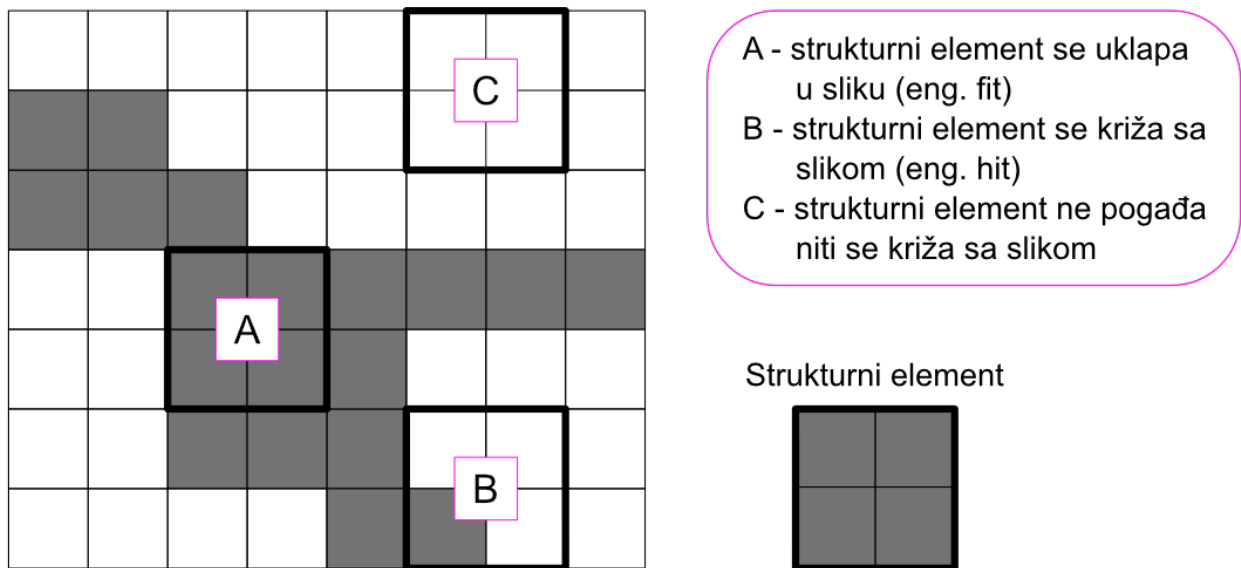 C
A
B
A - strukturni element se uklapa
u sliku (eng. fit)
B - strukturni element se križa sa
slikom (eng. hit)
C - strukturni element ne pogađa
niti se križa sa slikom
Strukturni element